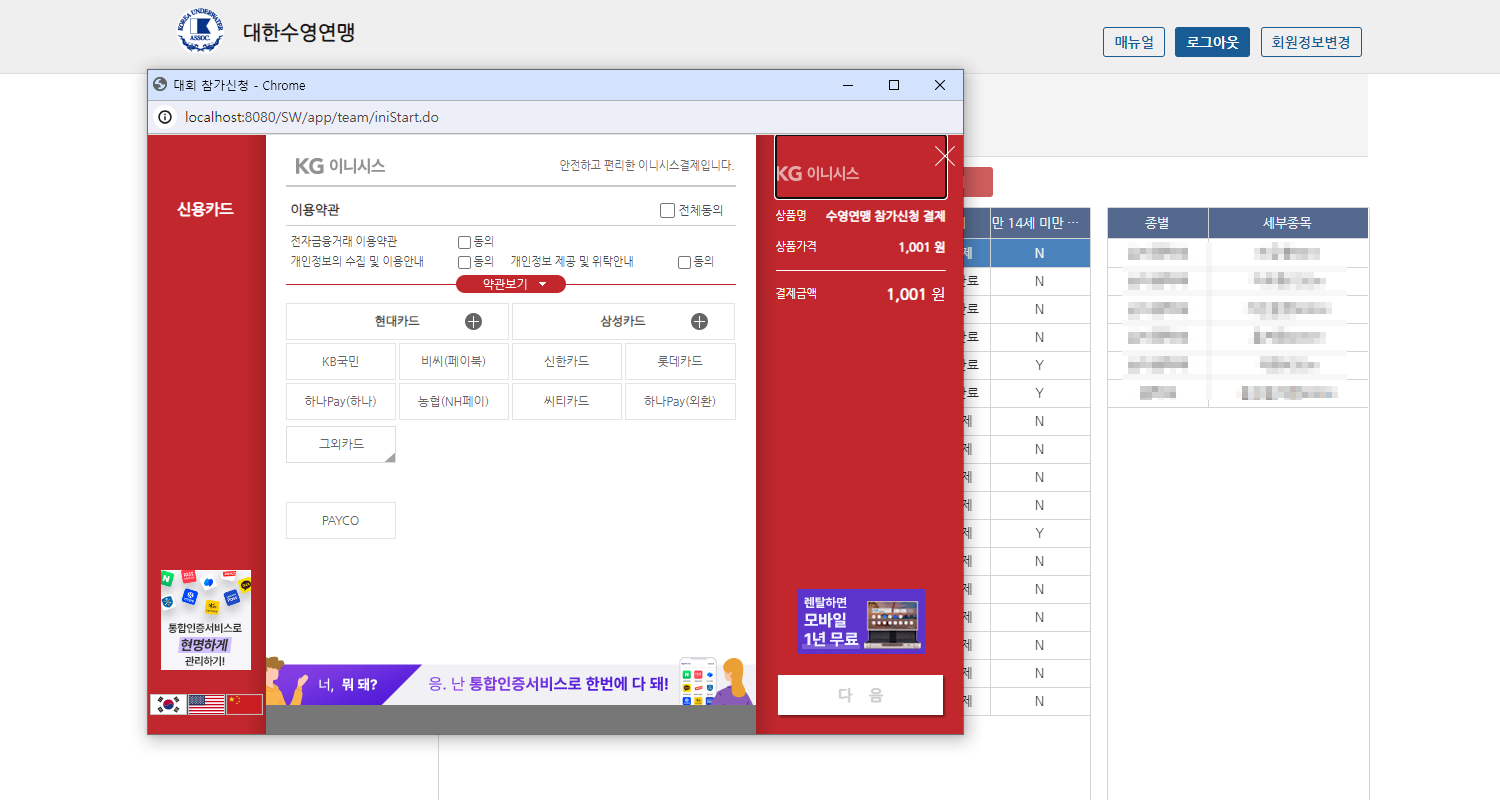 KOREA UNDERWATER
ASSOC.
대한수영연맹
매뉴얼
로그아웃
회원정보변경
대회 참가신청 - Chrome
localhost:8080/SW/app/team/iniStart.do
신용카드
KG 이니시스
안전하고 편리한 이니시스결제입니다.
이용약관
전체동의
전자금융거래 이용약관
동의
개인정보의 수집 및 이용안내
동의
개인정보 제공 및 위탁안내
동의
약관보기
현대카드
삼성카드
KB국민
비씨(페이북)
신한카드
롯데카드
하나Pay(하나)
농협(NH페이)
씨티카드
하나Pay(외환)
그외카드
PAYCO
통합인증서비스로
현명하게
관리하기!
너, 뭐 돼?
응. 난 통합인증서비스로 한번에 다 돼!
KG 이니시스
상품명
수영연맹 참가신청 결제
상품가격
1,001 원
결제금액
1,001 원
렌탈하면
모바일
1년 무료
다 음
만 14세 미만 ...
제 N
료 N
료 N
료 N
료 Y
료 Y
제 N
제 N
제 N
제 N
제 Y
제 N
제 N
제 N
제 N
제 N
제 N
종별
세부종목